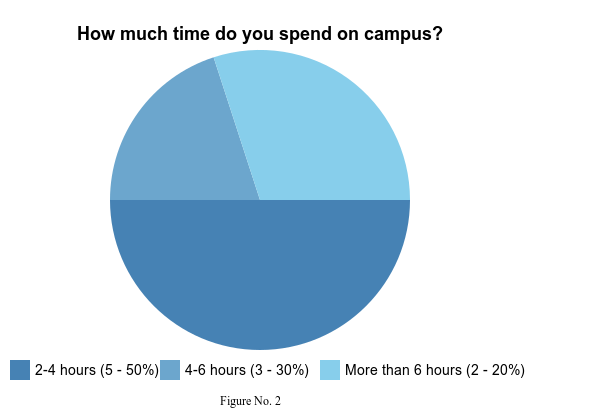 How much time do you spend on campus?
2-4 hours (5 - 50%) 4-6 hours (3 - 30%) More than 6 hours (2 - 20%)
Figure No. 2